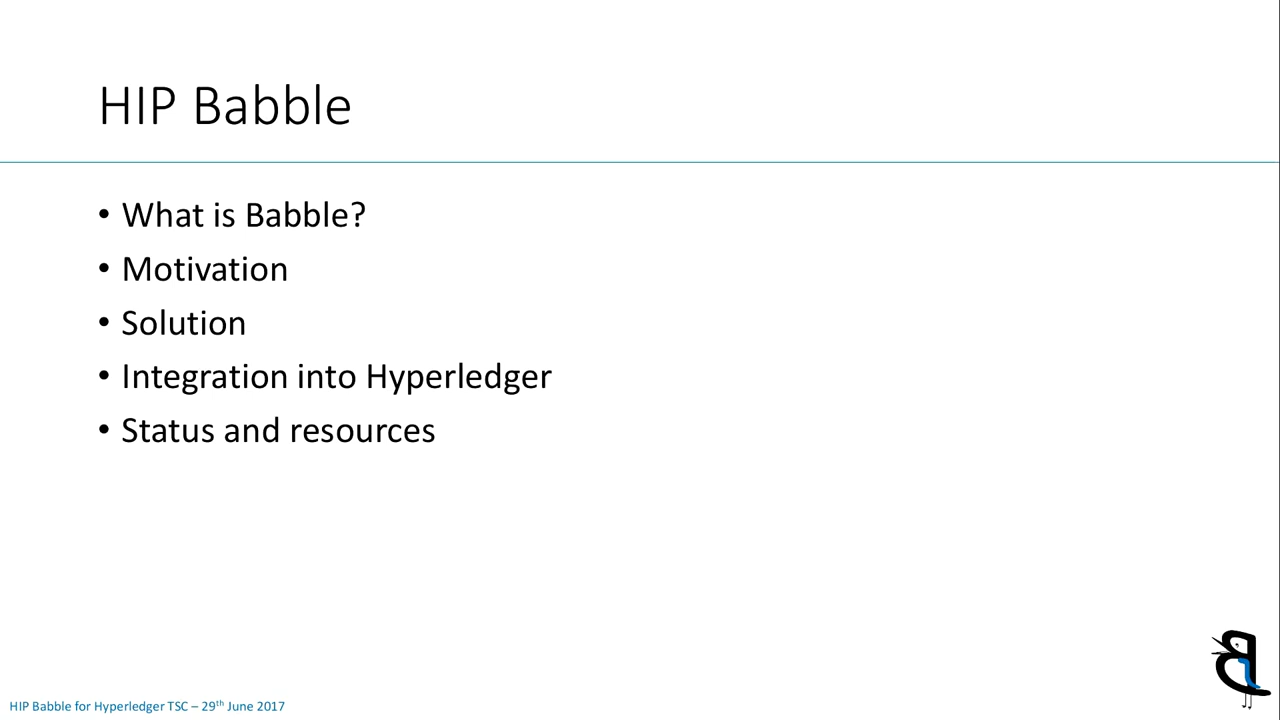 HIP Babble
• What is Babble?
• Motivation
• Solution
• Integration into Hyperledger
• Status and resources
HIP Babble for Hyperledger TSC – 29th June 2017